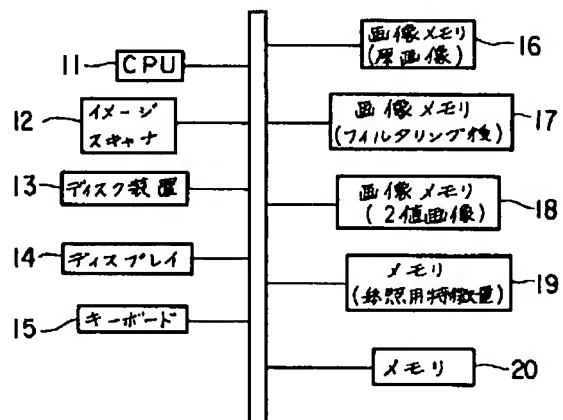 11
CPU
12
イメージ
スキャナ
13
ディスク装置
14
ディスプレイ
15
キーボード
画像メモリ
(原画像)
16
画像メモリ
(フィルタリング後)
17
画像メモリ
(2値画像)
18
メモリ
(参照用特徴量)
19
メモリ
20